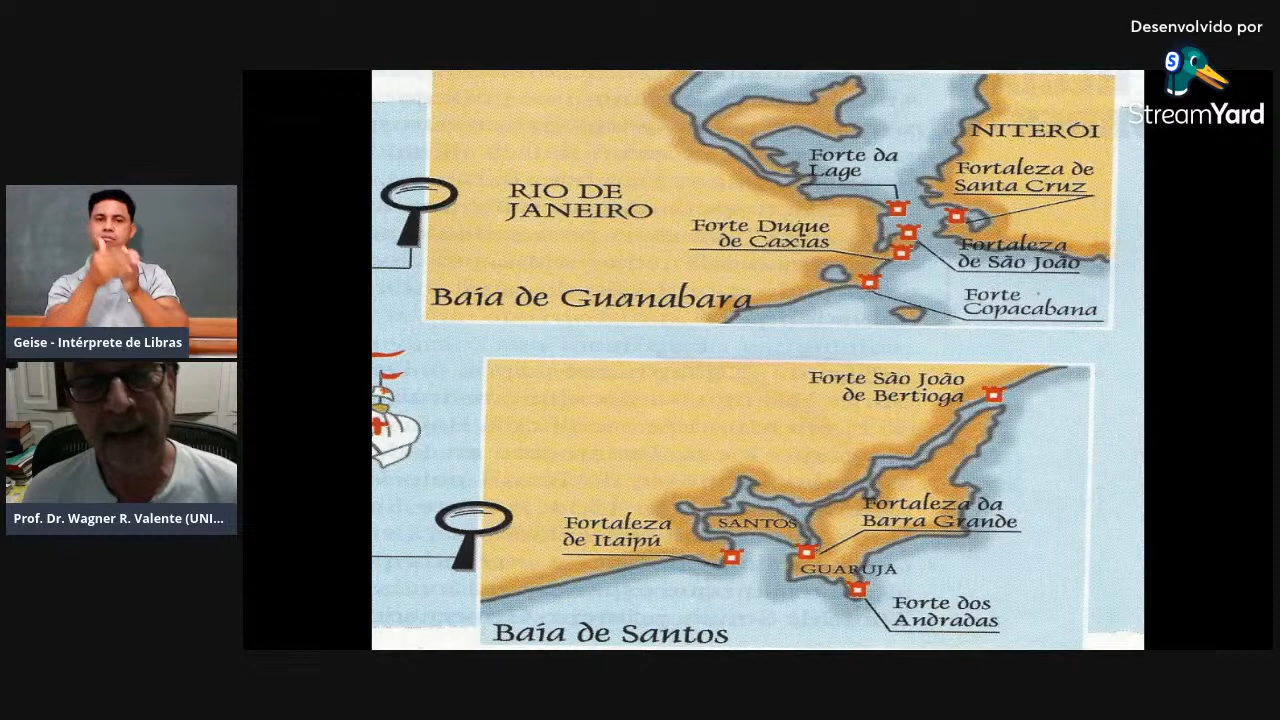 Desenvolvido por
S
StreamYard
NITERÓI
Forte da
Lage
Fortaleza de
Santa Cruz
RIO DE
JANEIRO
Forte Duque
de Caxias
Fortaleza
de São João
Baía de Guanabara
Forte
Copacabana
Geise - Intérprete de Libras
Forte São João
de Bertioga
Fortaleza da
Barra Grande
Fortaleza
de Itaipú
SANTOS
GUARUJÁ
Forte dos
Andradas
Baía de Santos
Prof. Dr. Wagner R. Valente (UNI...